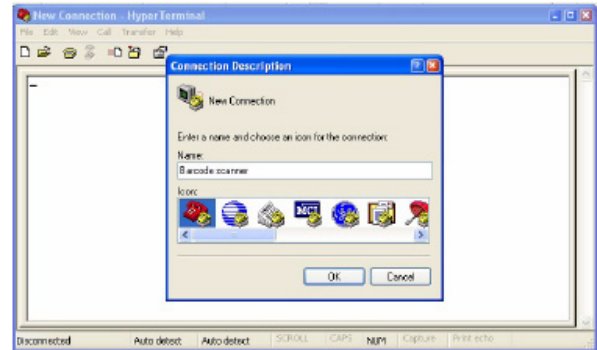 New Connection - HyperTerminal
File Edit View Call Transfer Help
Connection Description
New Connection
Enter a name and choose an icon for the connection:
Name:
Barcode scanner
Icon:
MCI
OK Cancel
Disconnected Auto detect Auto detect SCROLL CAPS NUM Capture Print echo